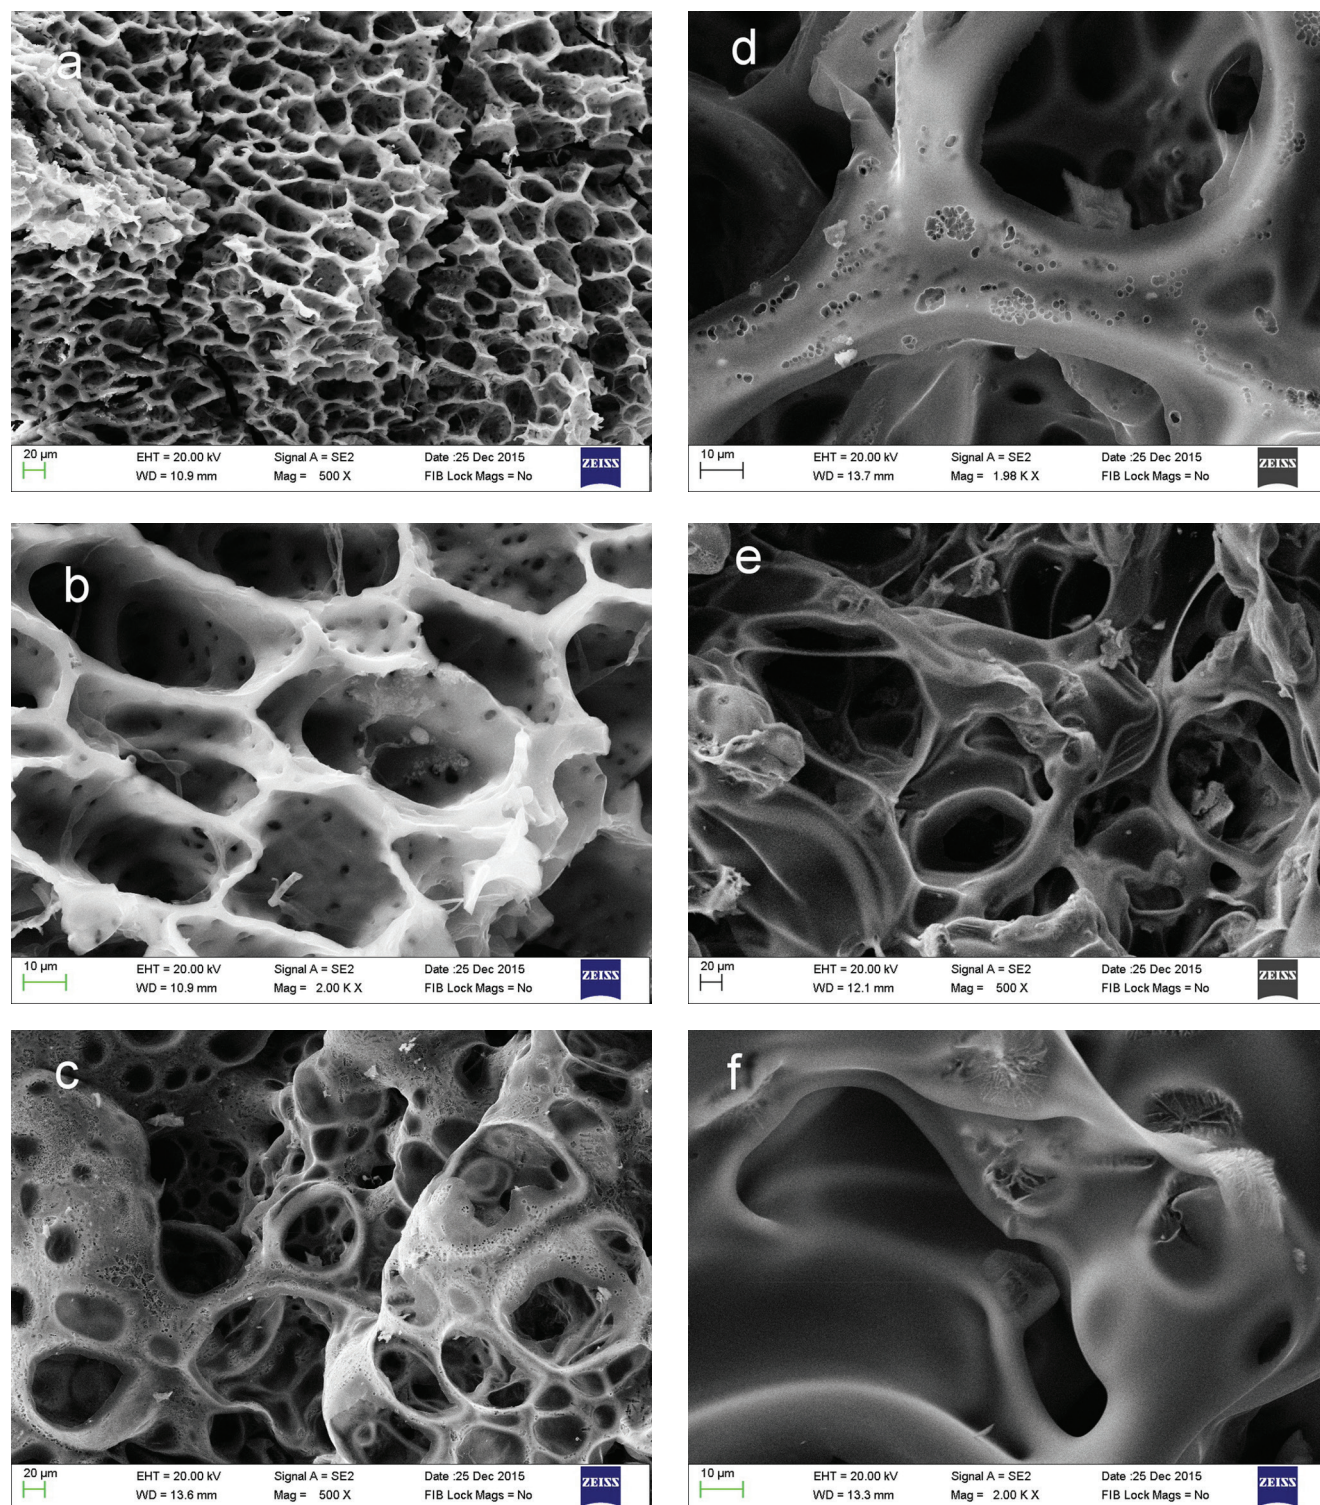 a
20 µm
EHT = 20.00 kV
Signal A = SE2
Date :25 Dec 2015
WD = 10.9 mm
Mag = 500 X
FIB Lock Mags = No
ZEISS
d
10 µm
EHT = 20.00 kV
Signal A = SE2
Date :25 Dec 2015
WD = 13.7 mm
Mag = 1.98 K X
FIB Lock Mags = No
ZEISS
b
10 µm
EHT = 20.00 kV
Signal A = SE2
Date :25 Dec 2015
WD = 10.9 mm
Mag = 2.00 K X
FIB Lock Mags = No
ZEISS
e
20 µm
EHT = 20.00 kV
Signal A = SE2
Date :25 Dec 2015
WD = 12.1 mm
Mag = 500 X
FIB Lock Mags = No
ZEISS
c
20 µm
EHT = 20.00 kV
Signal A = SE2
Date :25 Dec 2015
WD = 13.6 mm
Mag = 500 X
FIB Lock Mags = No
ZEISS
f
10 µm
EHT = 20.00 kV
Signal A = SE2
Date :25 Dec 2015
WD = 13.3 mm
Mag = 2.00 K X
FIB Lock Mags = No
ZEISS